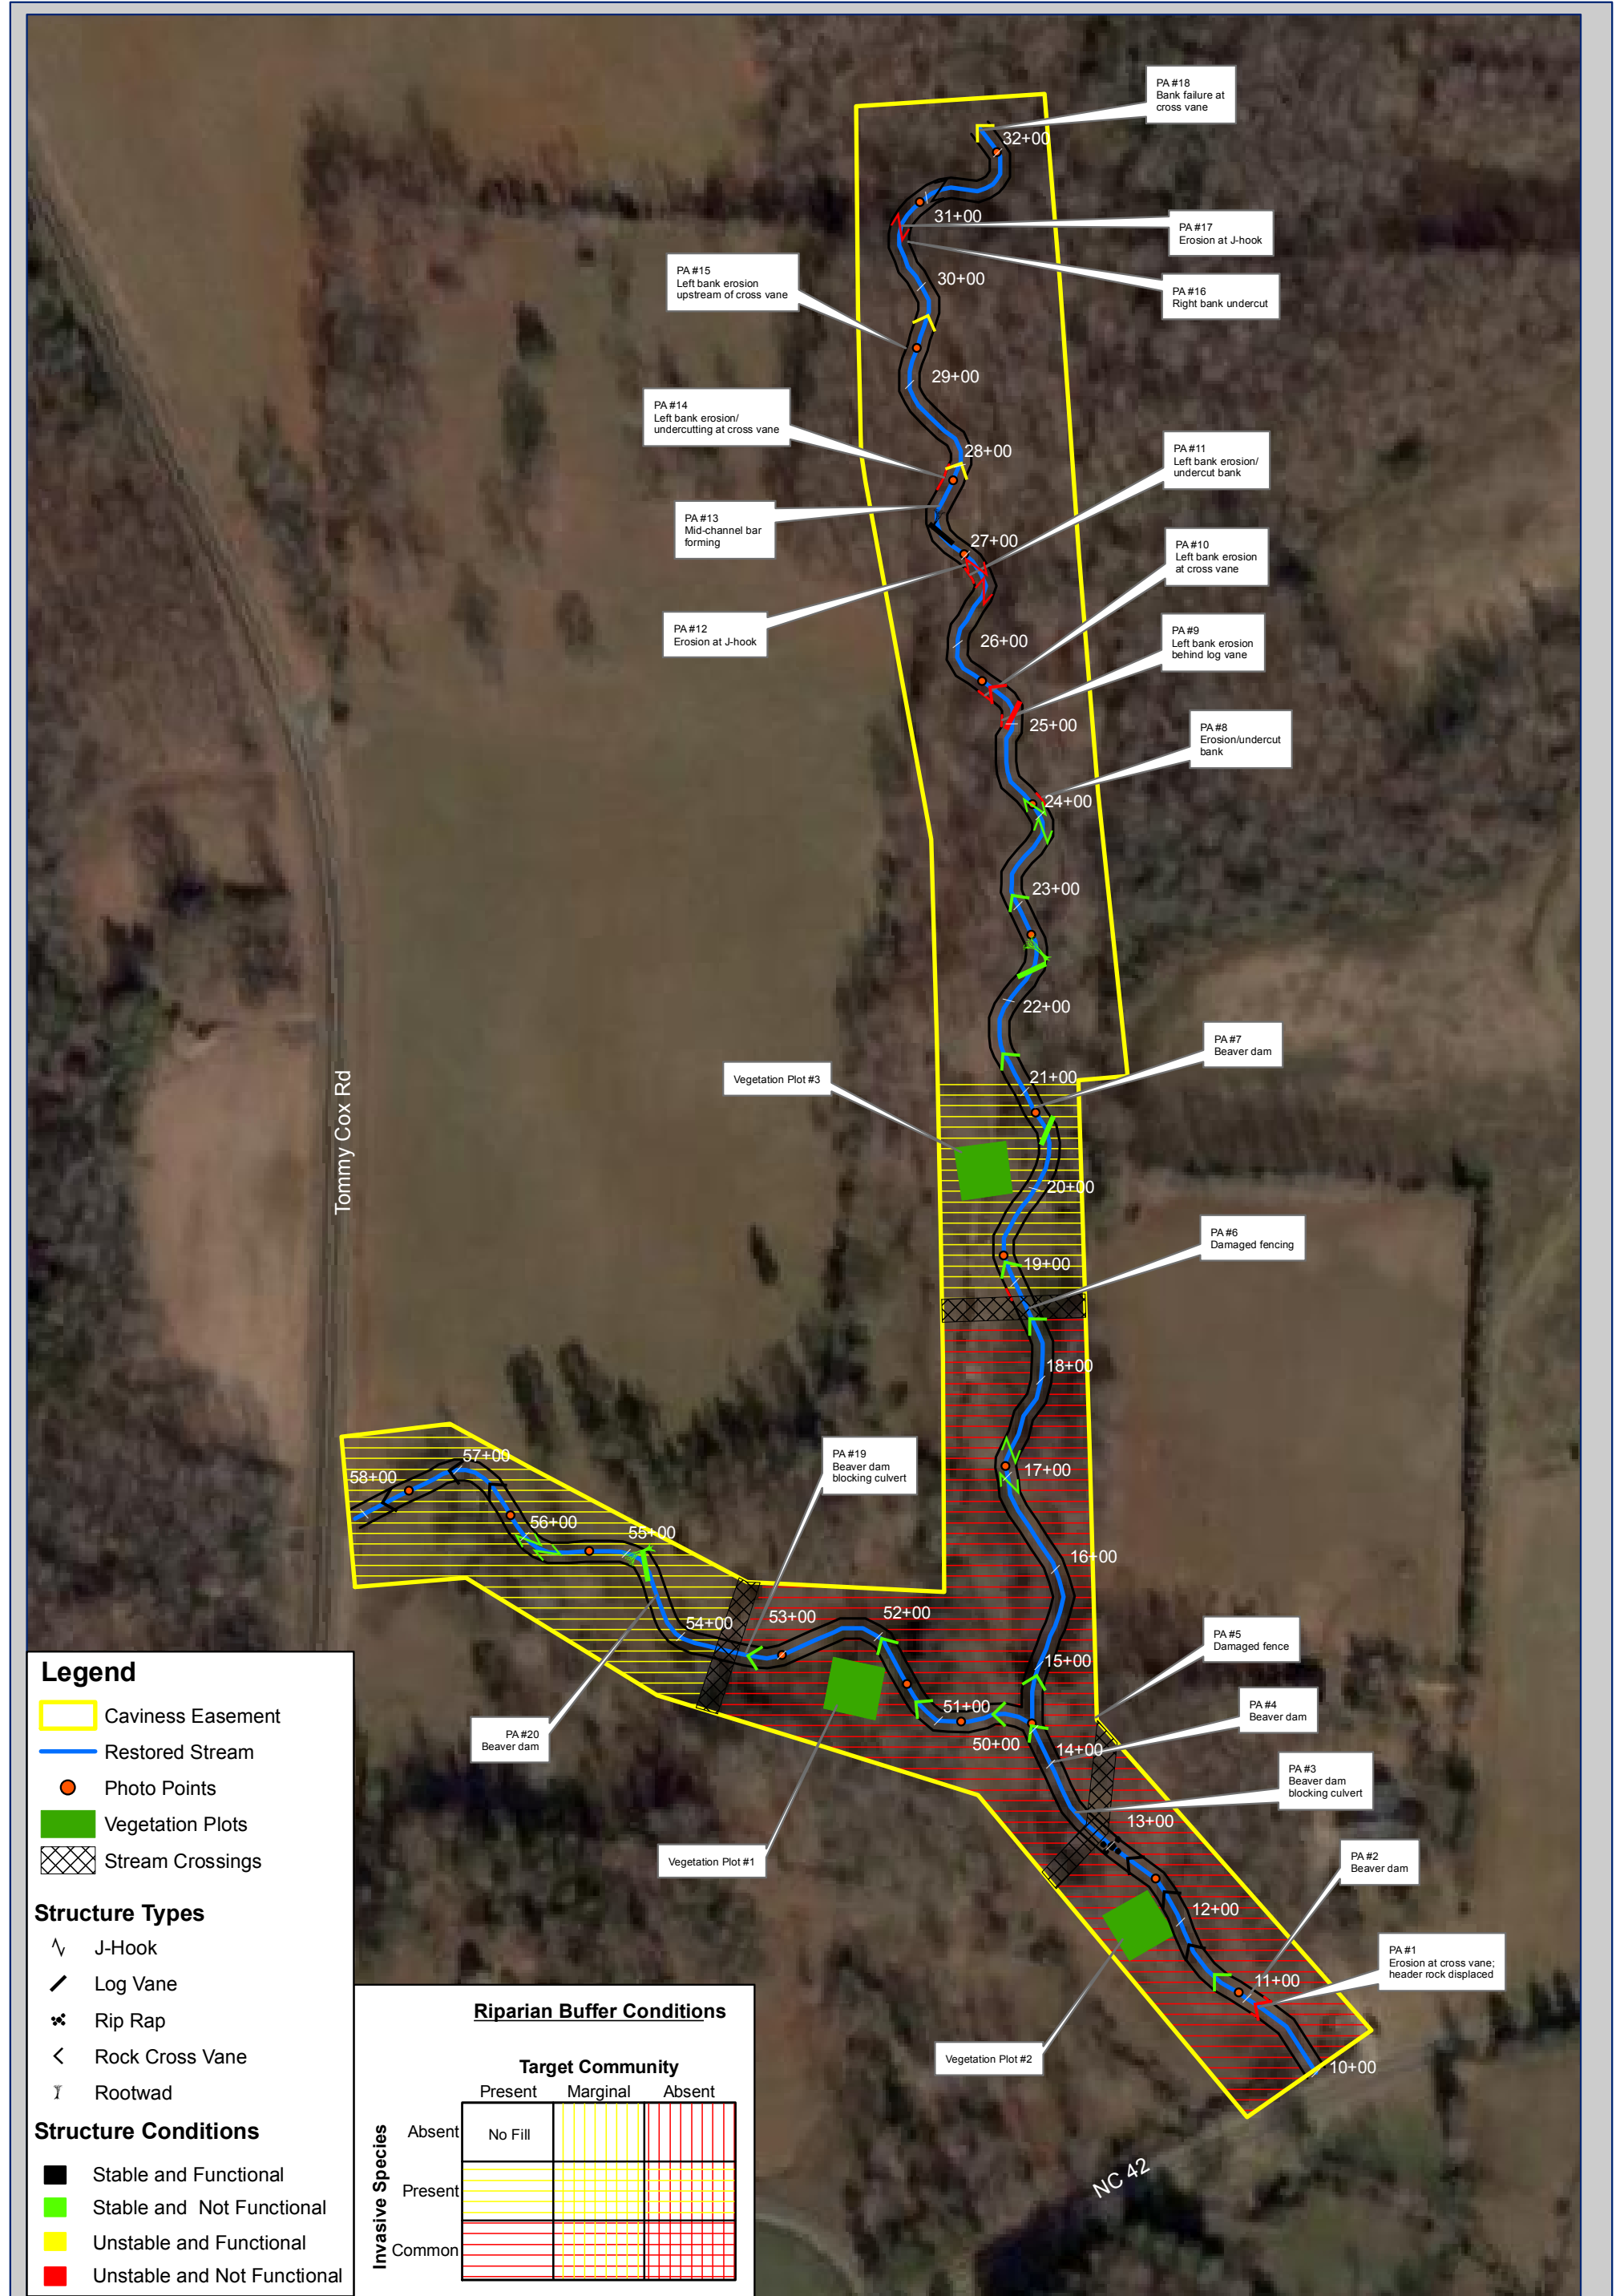 PA #18
Bank failure at
cross vane
32+00
31+00
PA #17
Erosion at J-hook
PA #15
Left bank erosion
upstream of cross vane
30+00
PA #16
Right bank undercut
29+00
PA #14
Left bank erosion/
undercutting at cross vane
28+00
PA #11
Left bank erosion/
undercut bank
PA #13
Mid-channel bar
forming
27+00
PA #10
Left bank erosion
at cross vane
PA #12
Erosion at J-hook
26+00
PA #9
Left bank erosion
behind log vane
25+00
PA #8
Erosion/undercut
bank
24+00
23+00
22+00
PA #7
Beaver dam
Vegetation Plot #3
21+00
Tommy Cox Rd
20+00
PA #6
Damaged fencing
19+00
18+00
PA #19
Beaver dam
blocking culvert
57+00
58+00
17+00
56+00
55+00
16+00
54+00
53+00
52+00
PA #5
Damaged fence
15+00
PA #20
Beaver dam
51+00
50+00
PA #4
Beaver dam
14+00
PA #3
Beaver dam
blocking culvert
13+00
Vegetation Plot #1
PA #2
Beaver dam
12+00
PA #1
Erosion at cross vane;
header rock displaced
11+00
Vegetation Plot #2
10+00
NC 42
Legend
Caviness Easement
Restored Stream
Photo Points
Vegetation Plots
Stream Crossings
Structure Types
J-Hook
Log Vane
Rip Rap
Rock Cross Vane
Rootwad
Structure Conditions
Stable and Functional
Stable and Not Functional
Unstable and Functional
Unstable and Not Functional
Riparian Buffer Conditions
Target Community
Present Marginal Absent
Invasive Species
Absent No Fill
Present
Common